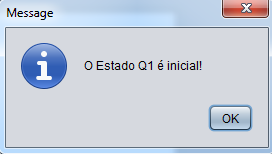 Message
O Estado Q1 é inicial!
OK